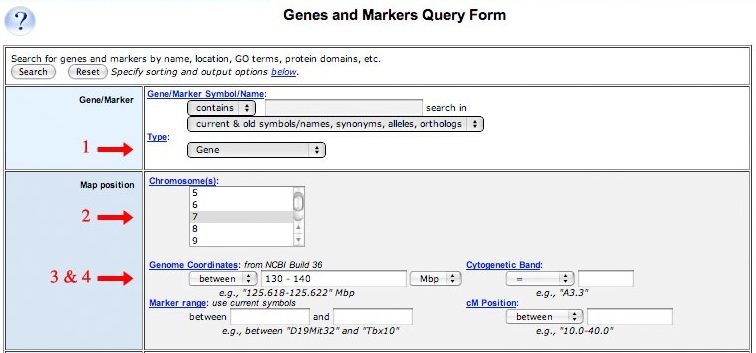 ?
Genes and Markers Query Form
Search for genes and markers by name, location, GO terms, protein domains, etc.
Search Reset Specify sorting and output options below.
Gene/Marker
Gene/Marker Symbol/Name:
contains search in
current & old symbols/names, synonyms, alleles, orthologs
1
Type:
Gene
Map position
Chromosome(s):
5
6
2
7
8
9
3 & 4
Genome Coordinates: from NCBI Build 36
between 130 - 140 Mbp
e.g., "125.618-125.622" Mbp
Cytogenetic Band:
=
e.g., "A3.3"
Marker range: use current symbols
between and
e.g., between "D19Mit32" and "Tbx10"
cM Position:
between
e.g., "10.0-40.0"